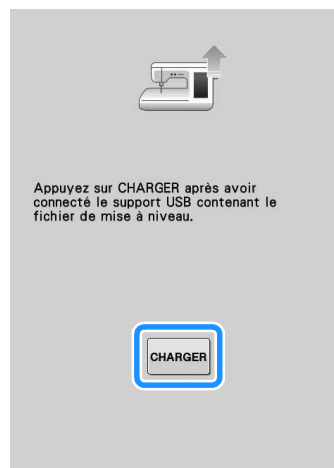 Appuyez sur CHARGER après avoir
connecté le support USB contenant le
fichier de mise à niveau.
CHARGER